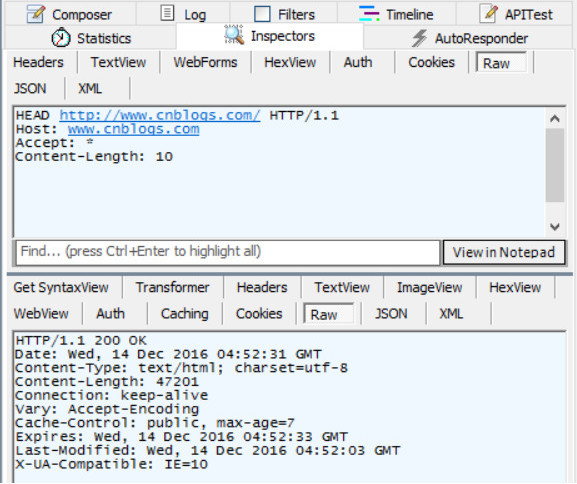 Composer Log Filters Timeline APITest
Statistics Inspectors AutoResponder
Headers TextView WebForms HexView Auth Cookies Raw
JSON XML
HEAD http://www.cnblogs.com/ HTTP/1.1
Host: www.cnblogs.com
Accept: *
Content-Length: 10
Find... (press Ctrl+Enter to highlight all) View in Notepad
Get SyntaxView Transformer Headers TextView ImageView HexView
WebView Auth Caching Cookies Raw JSON XML
HTTP/1.1 200 OK
Date: Wed, 14 Dec 2016 04:52:31 GMT
Content-Type: text/html; charset=utf-8
Content-Length: 47201
Connection: keep-alive
Vary: Accept-Encoding
Cache-Control: public, max-age=7
Expires: Wed, 14 Dec 2016 04:52:33 GMT
Last-Modified: Wed, 14 Dec 2016 04:52:03 GMT
X-UA-Compatible: IE=10